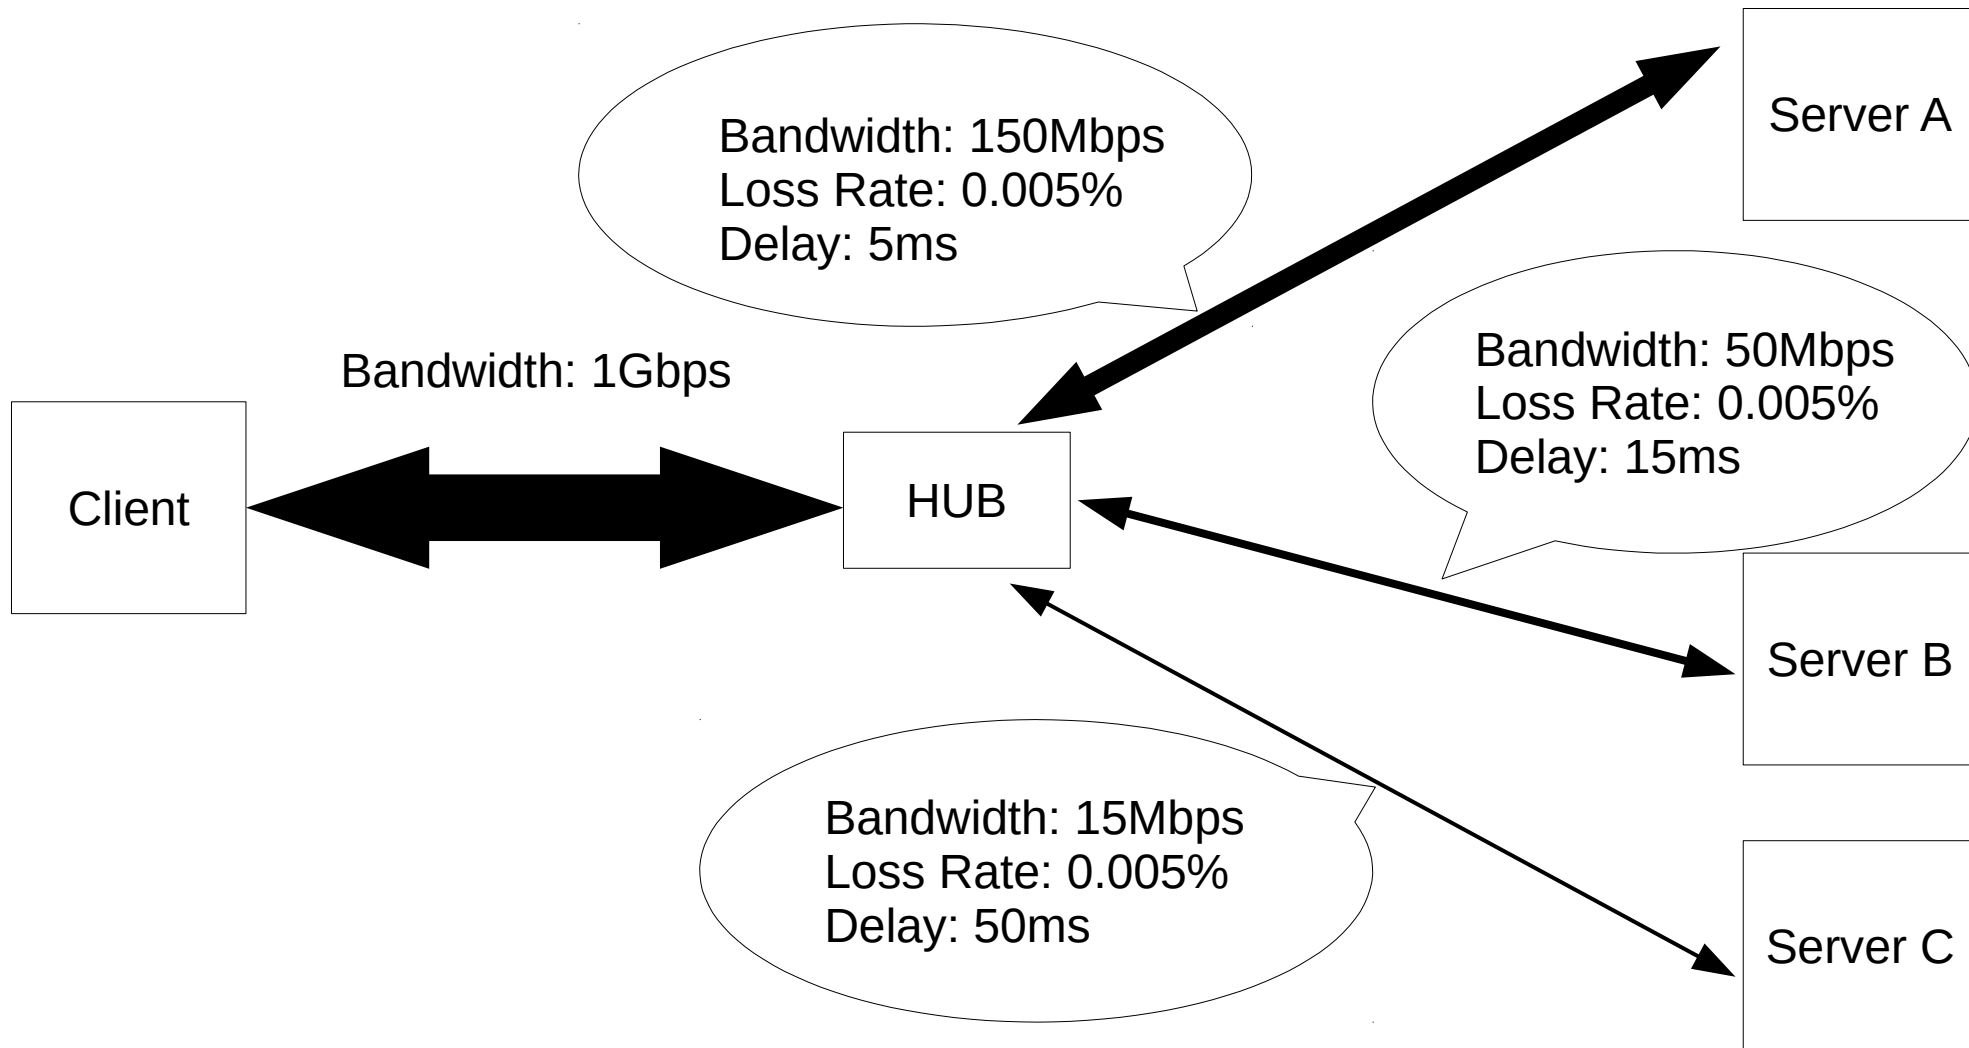 Bandwidth: 150Mbps
Loss Rate: 0.005%
Delay: 5ms
Server A
Bandwidth: 1Gbps
Bandwidth: 50Mbps
Loss Rate: 0.005%
Delay: 15ms
Client
HUB
Server B
Bandwidth: 15Mbps
Loss Rate: 0.005%
Delay: 50ms
Server C